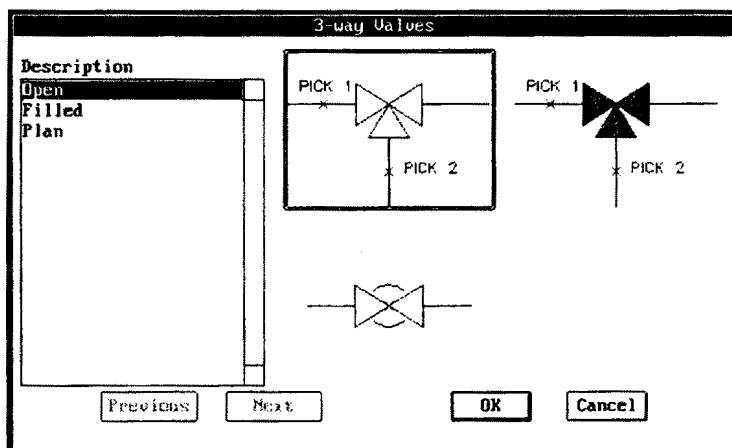 3-way Valves
Description
Open
Filled
Plan
PICK 1
PICK 2
PICK 1
PICK 2
Previous
Next
OK
Cancel